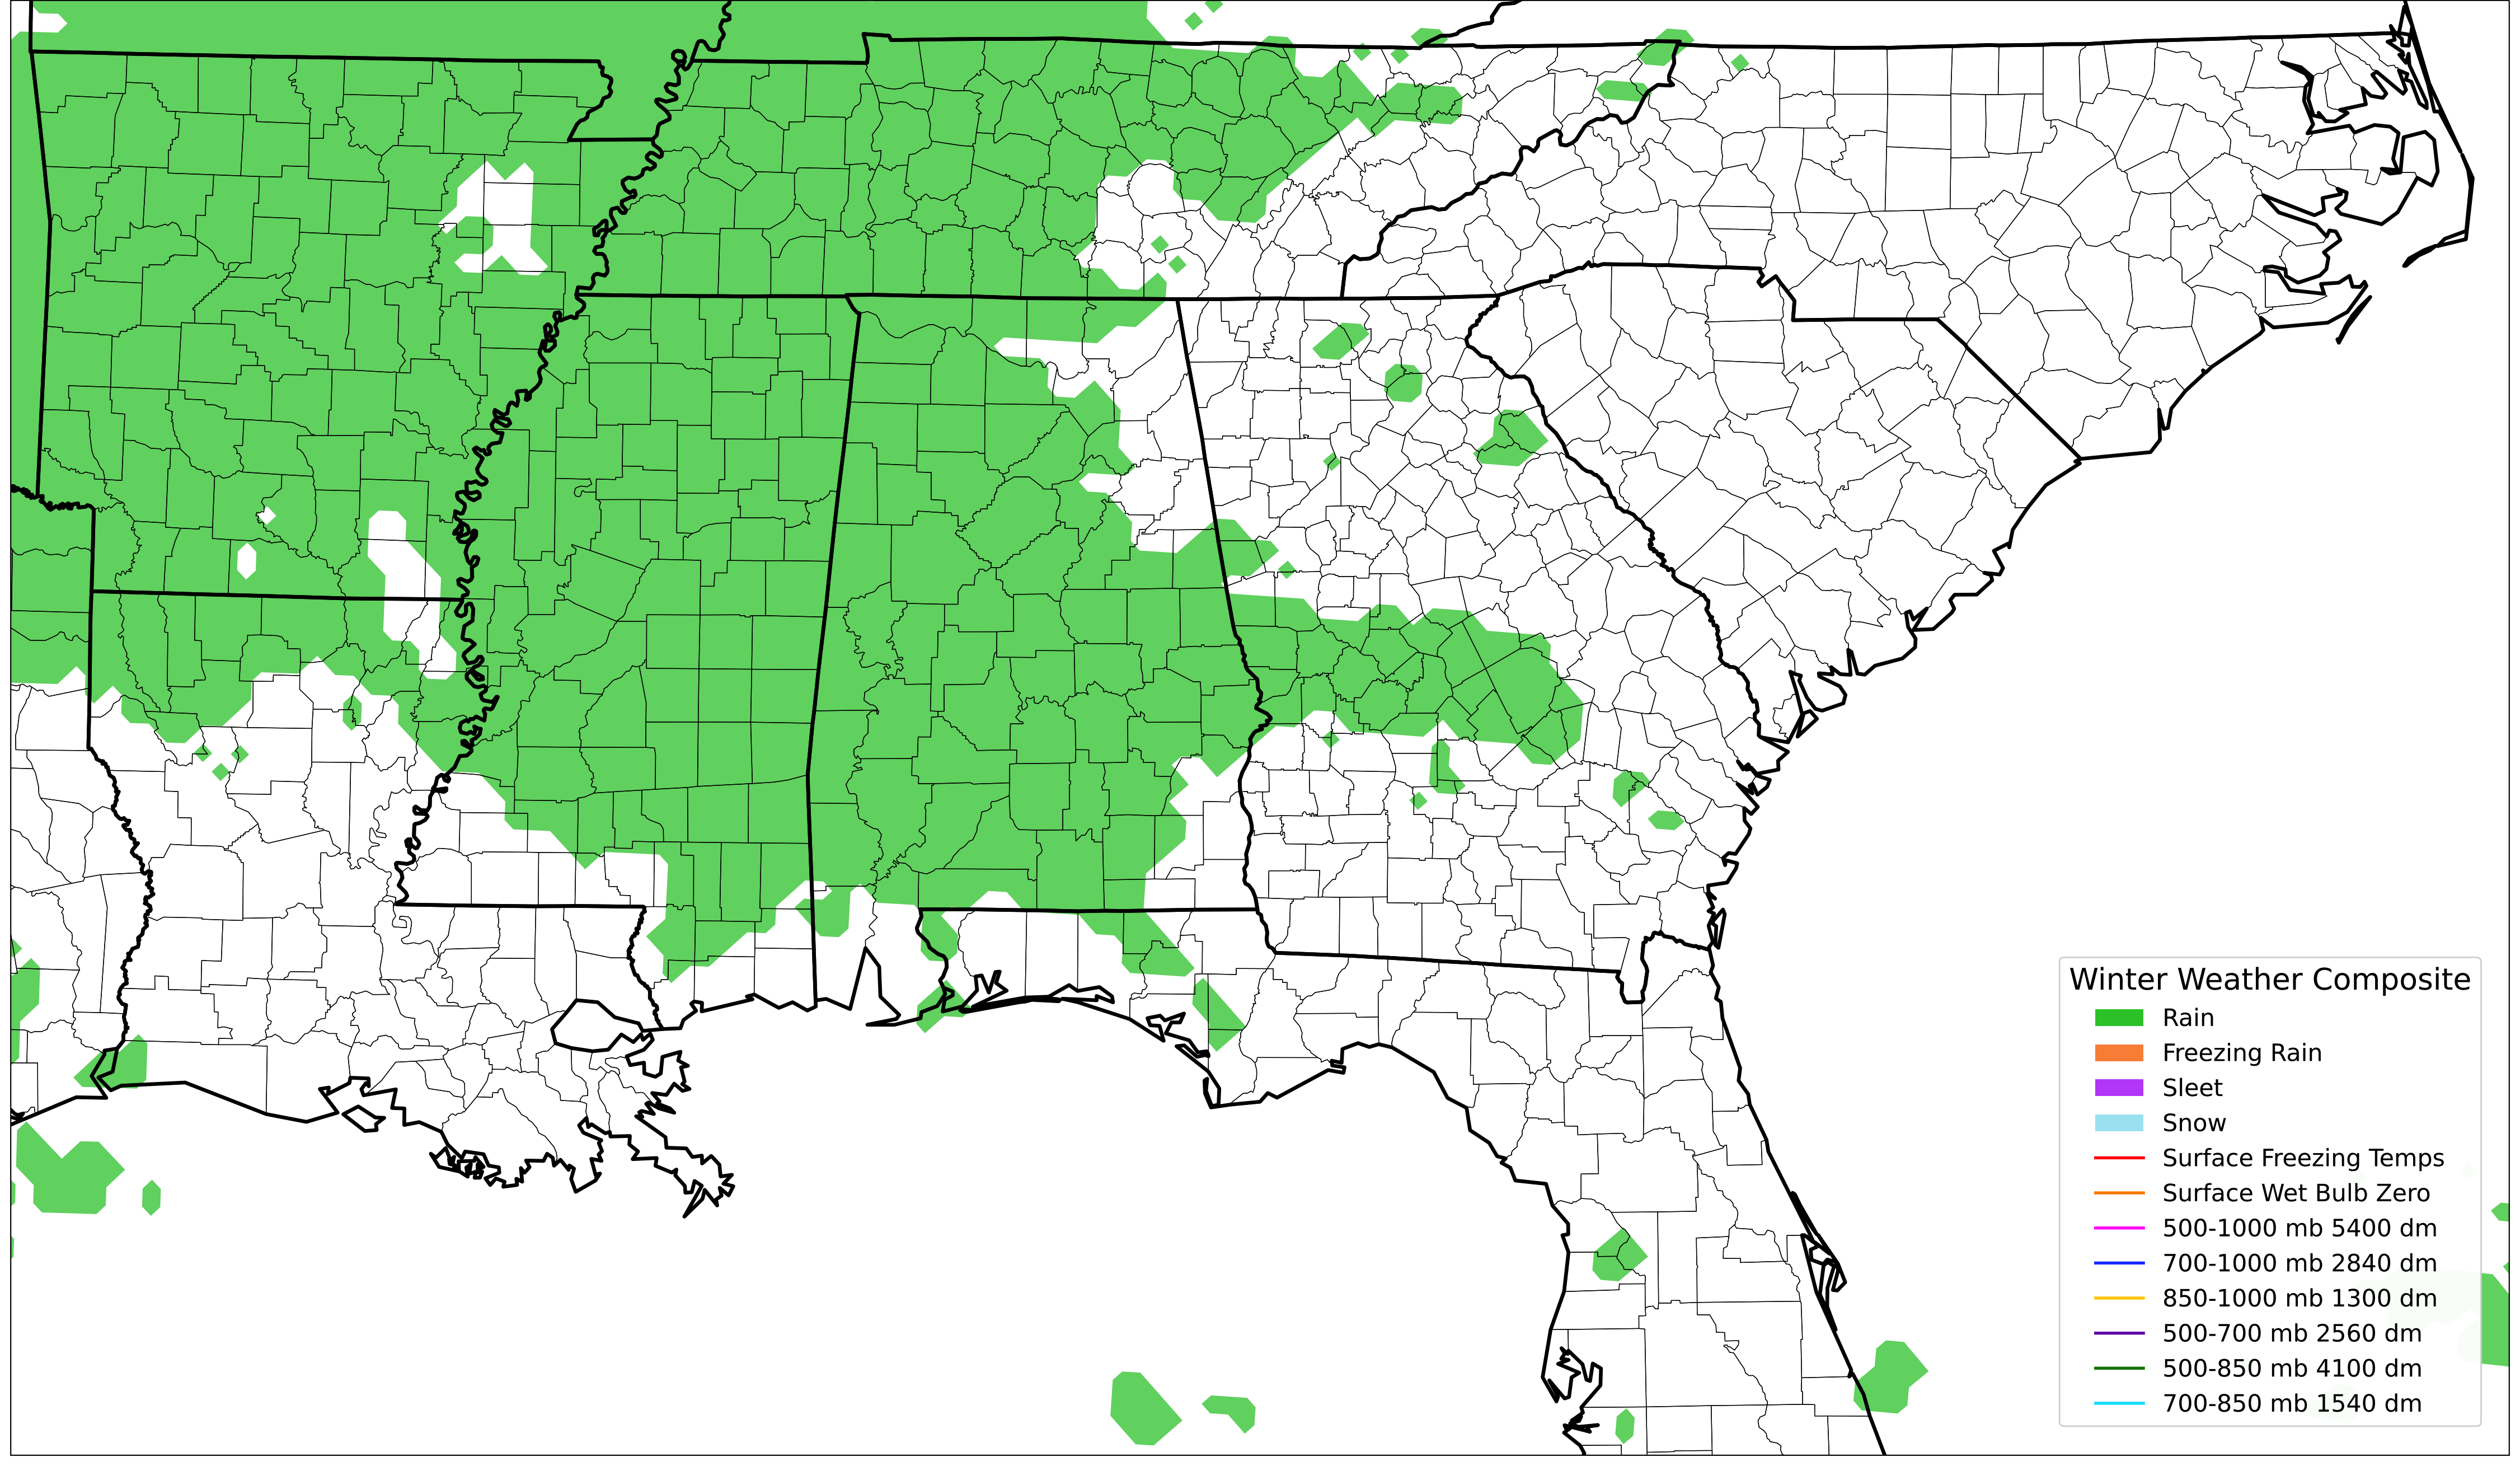 Winter Weather Composite
Rain
Freezing Rain
Sleet
Snow
Surface Freezing Temps
Surface Wet Bulb Zero
500-1000 mb 5400 dm
700-1000 mb 2840 dm
850-1000 mb 1300 dm
500-700 mb 2560 dm
500-850 mb 4100 dm
700-850 mb 1540 dm